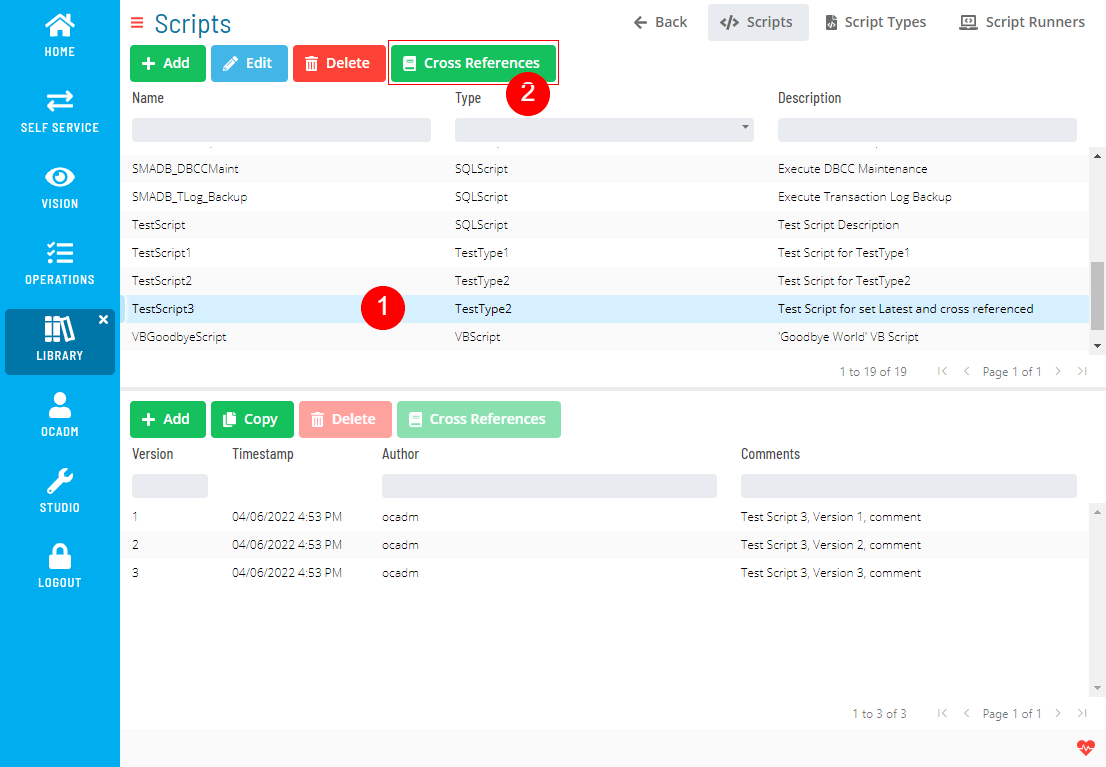 HOME
SELF SERVICE
VISION
OPERATIONS
LIBRARY
OCADM
STUDIO
LOGOUT
Scripts
Back Scripts Script Types Script Runners
Add Edit Delete Cross References
2
Name Type Description
SMADB_DBCCMaint SQLScript Execute DBCC Maintenance
SMADB_TLog_Backup SQLScript Execute Transaction Log Backup
TestScript SQLScript Test Script Description
TestScript1 TestType1 Test Script for TestType1
TestScript2 TestType2 Test Script for TestType2
TestScript3 1 TestType2 Test Script for set Latest and cross referenced
VBGoodbyeScript VBScript 'Goodbye World' VB Script
1 to 19 of 19 Page 1 of 1
Add Copy Delete Cross References
Version Timestamp Author Comments
1 04/06/2022 4:53 PM ocadm Test Script 3, Version 1, comment
2 04/06/2022 4:53 PM ocadm Test Script 3, Version 2, comment
3 04/06/2022 4:53 PM ocadm Test Script 3, Version 3, comment
1 to 3 of 3 Page 1 of 1